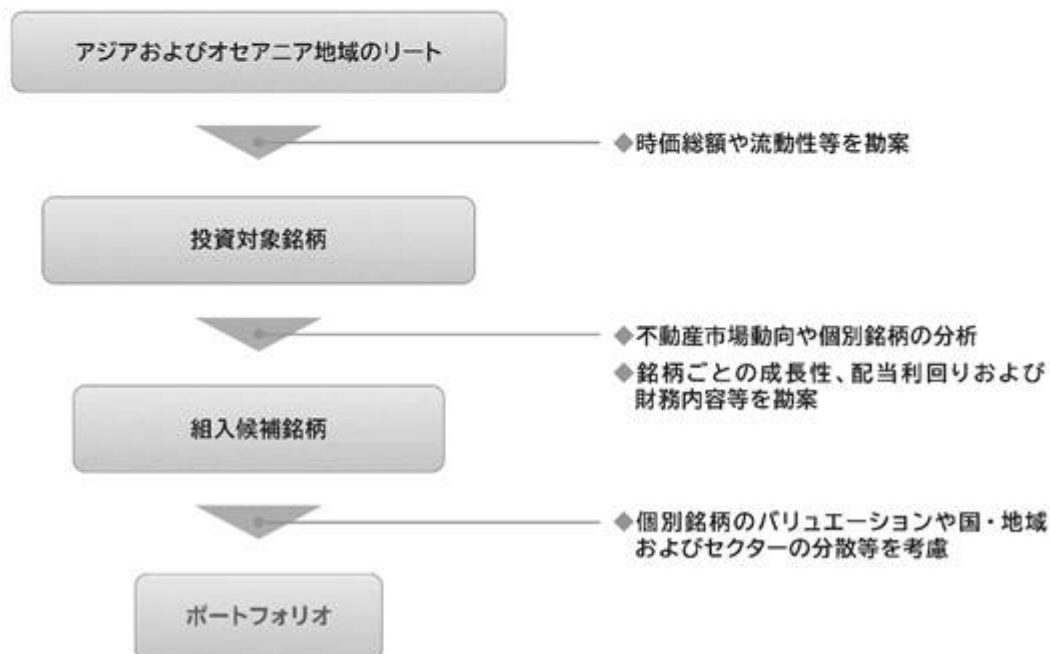 アジアおよびオセアニア地域のリート
◆時価総額や流動性等を勘案
投資対象銘柄
◆不動産市場動向や個別銘柄の分析
◆銘柄ごとの成長性、配当利回りおよび
財務内容等を勘案
組入候補銘柄
◆個別銘柄のバリュエーションや国・地域
およびセクターの分散等を考慮
ポートフォリオ